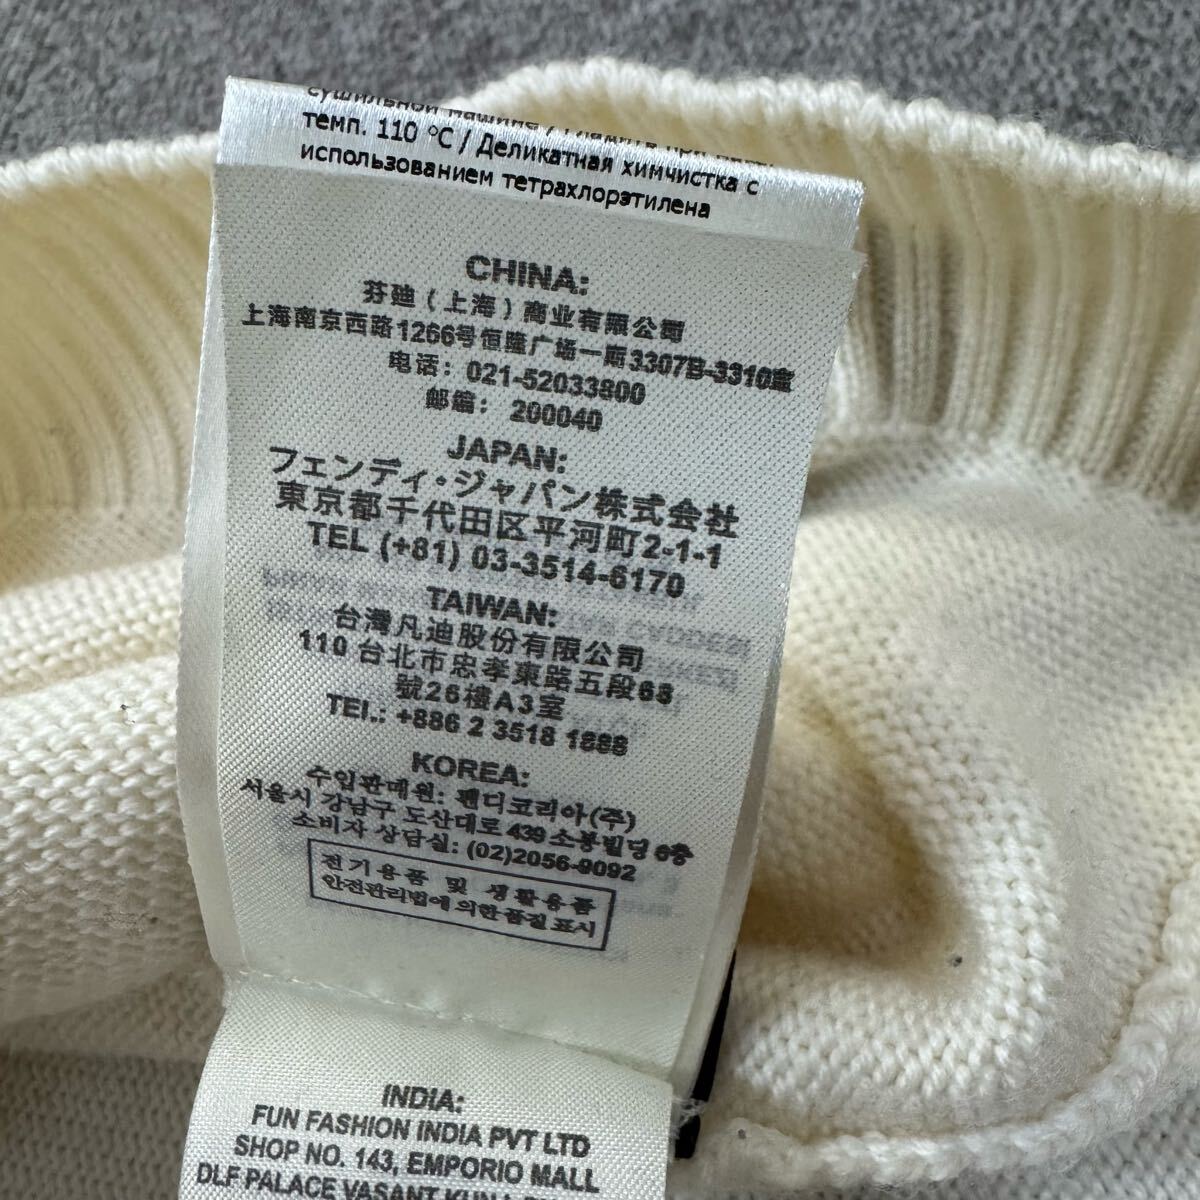 сушильной машине / Гладить при
темп. 110 °C / Деликатная химчистка с
использованием тетрахлорэтилена
CHINA:
芬迪（上海）商业有限公司
上海南京西路1266号恒隆广场一期3307B-3310室
电话：021-52033800
邮编：200040
JAPAN:
フェンディ・ジャパン株式会社
東京都千代田区平河町2-1-1
TEL (+81) 03-3514-6170
TAIWAN:
台灣凡迪股份有限公司
110 台北市忠孝東路五段68
號26樓A3室
TEl.: +886 2 3518 1888
KOREA:
수입판매원: 펜디코리아(주)
서울시 강남구 도산대로 439 소봉빌딩 6층
소비자 상담실: (02)2056-9092
전기용품 및 생활용품
안전관리법에 의한 품질 표시
INDIA:
FUN FASHION INDIA PVT LTD
SHOP NO. 143, EMPORIO MALL
DLF PALACE VASANT KUNJ